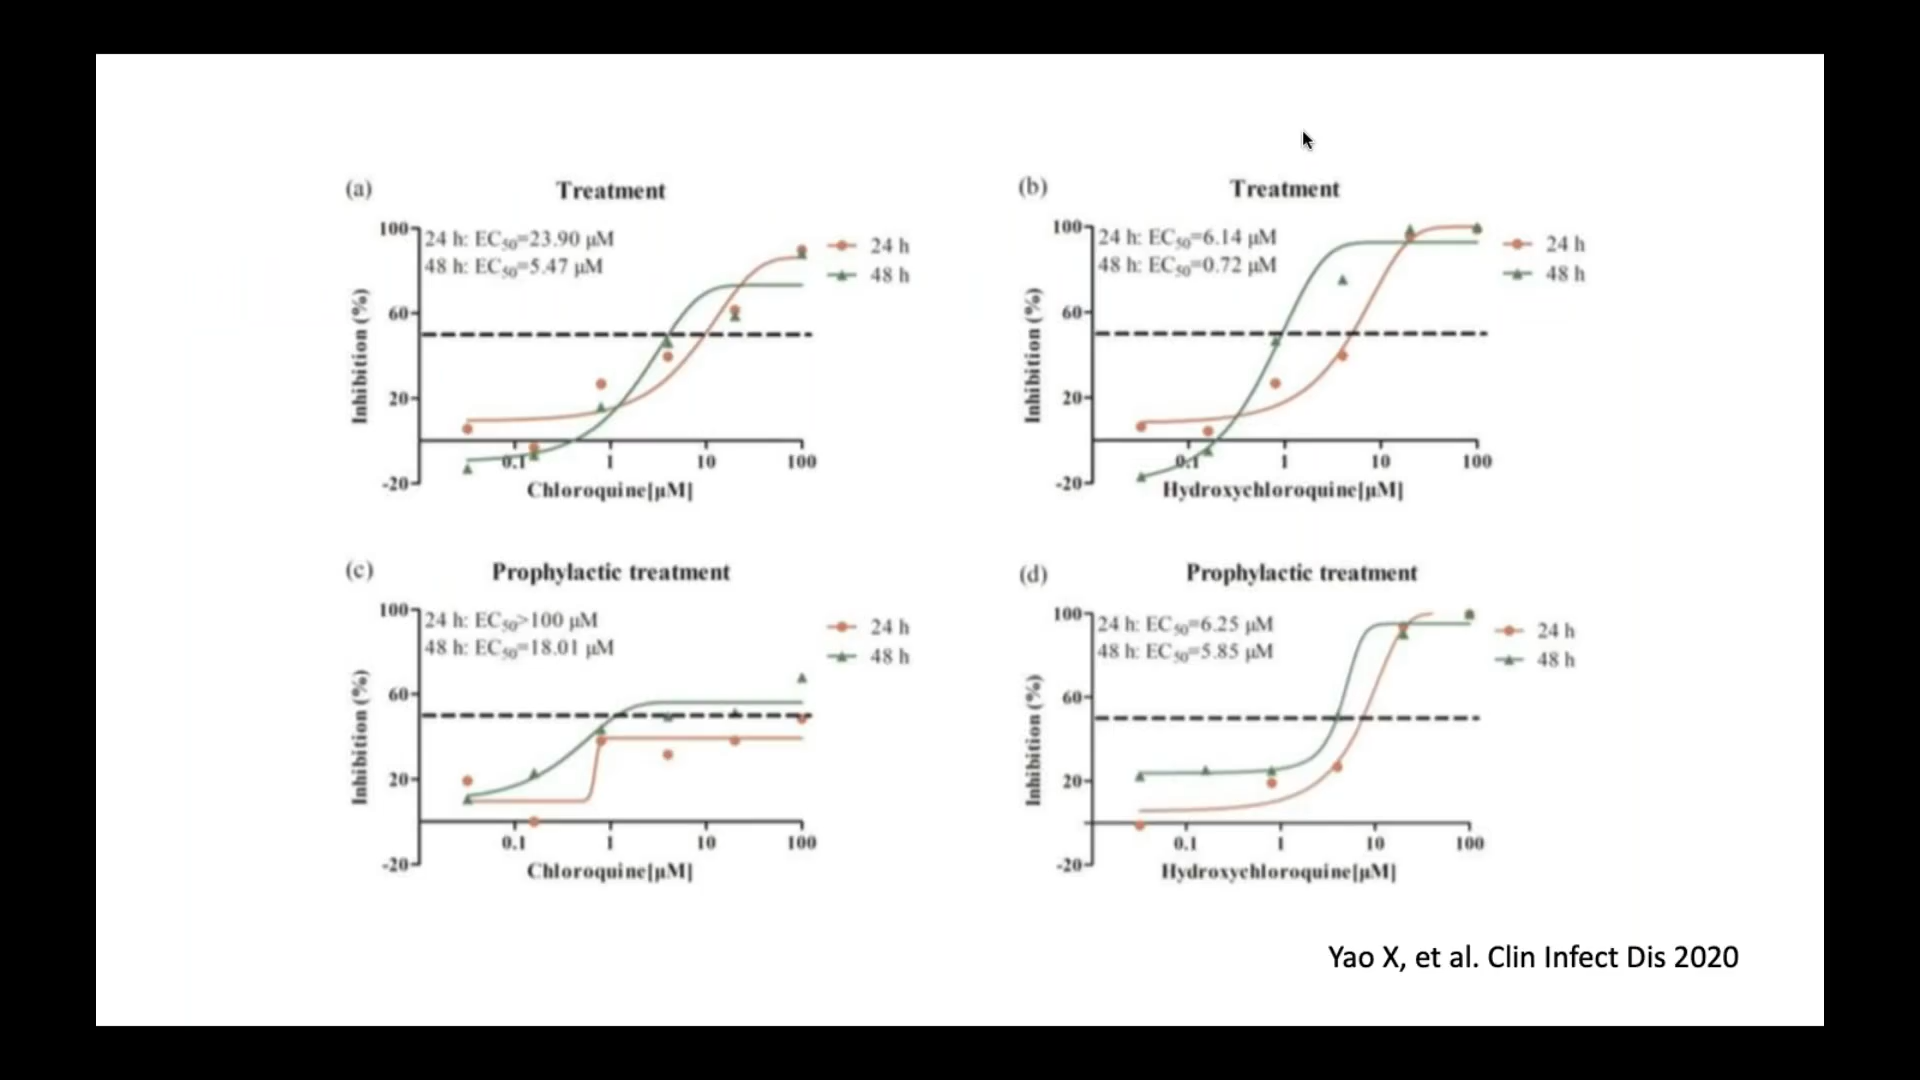 (a)
Treatment
24 h: EC50=23.90 µM
48 h: EC50=5.47 µM
24 h
48 h
Inhibition (%)
100
60
20
-20
0.1
1
10
100
Chloroquine[µM]
(b)
Treatment
24 h: EC50=6.14 µM
48 h: EC50=0.72 µM
24 h
48 h
Inhibition (%)
100
60
20
-20
0.1
1
10
100
Hydroxychloroquine[µM]
(c)
Prophylactic treatment
24 h: EC50>100 µM
48 h: EC50=18.01 µM
24 h
48 h
Inhibition (%)
100
60
20
-20
0.1
1
10
100
Chloroquine[µM]
(d)
Prophylactic treatment
24 h: EC50=6.25 µM
48 h: EC50=5.85 µM
24 h
48 h
Inhibition (%)
100
60
20
-20
0.1
1
10
100
Hydroxychloroquine[µM]
Yao X, et al. Clin Infect Dis 2020